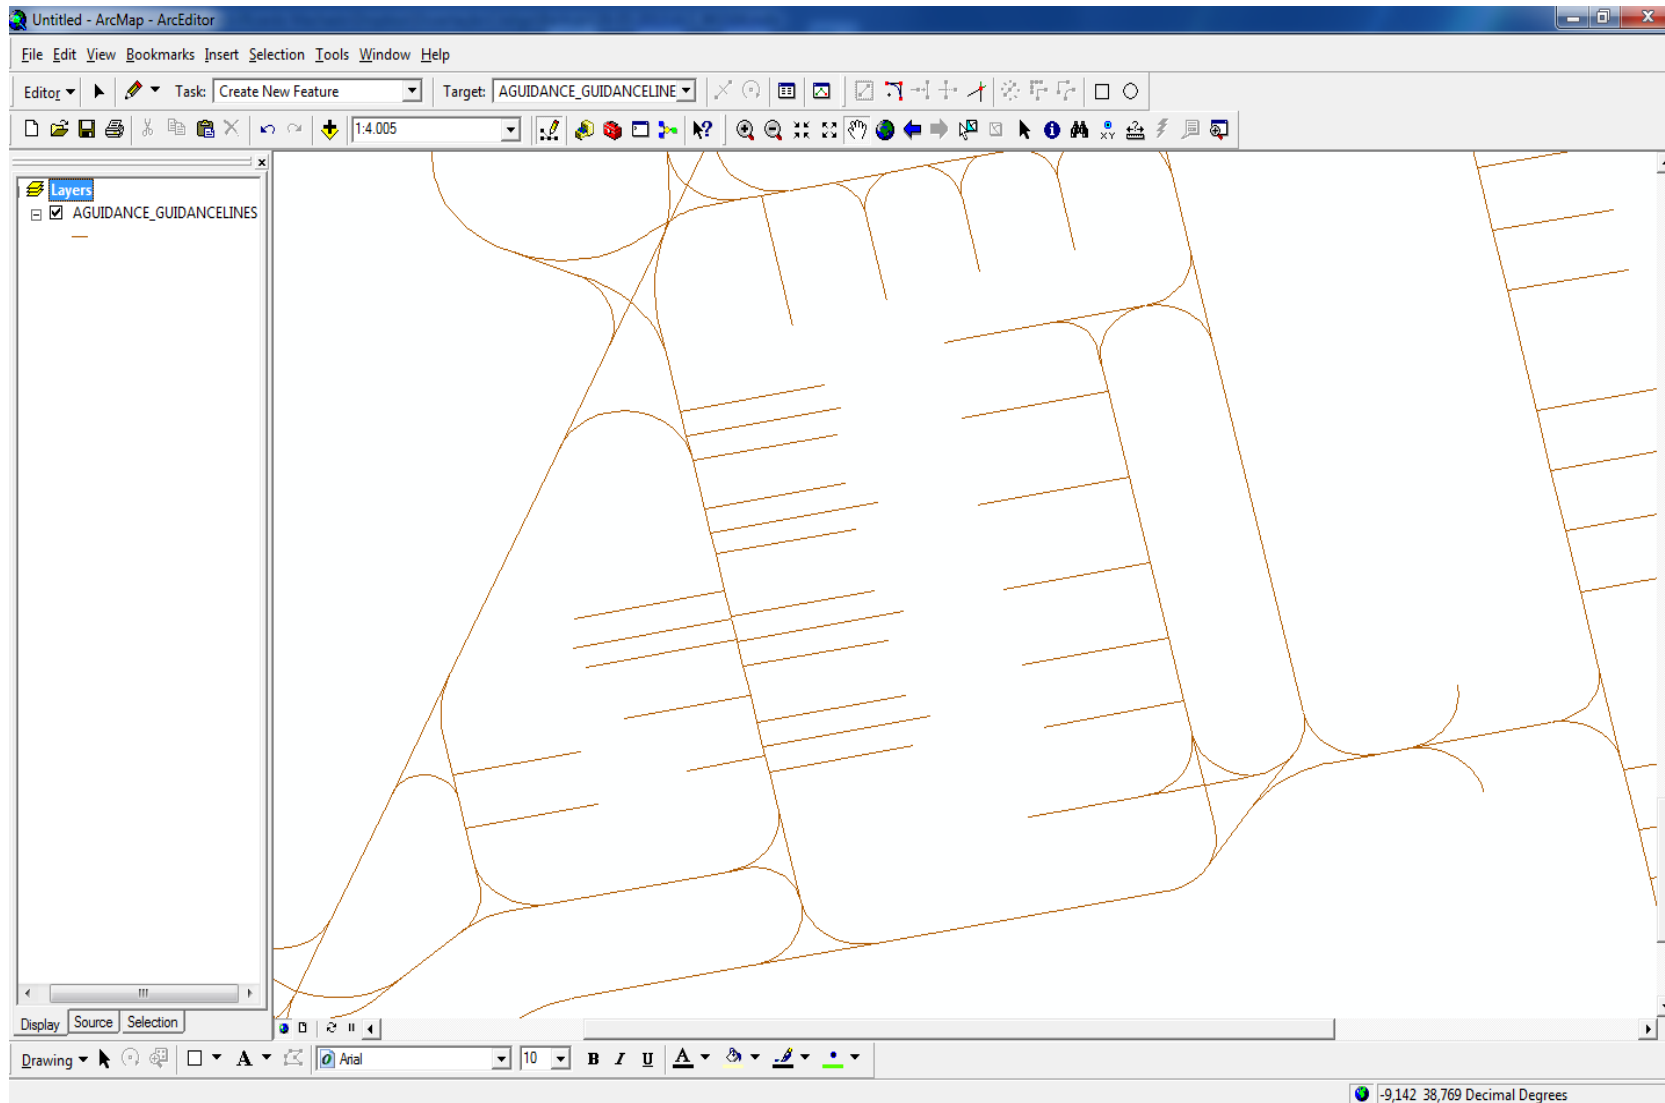 Untitled - ArcMap - ArcEditor
File Edit View Bookmarks Insert Selection Tools Window Help
Editor Task: Create New Feature Target: AGUIDANCE_GUIDANCELINE
1:4.005
Layers
AGUIDANCE_GUIDANCELINES
Display Source Selection
Drawing A Arial 10 B I U A
-9,142 38,769 Decimal Degrees